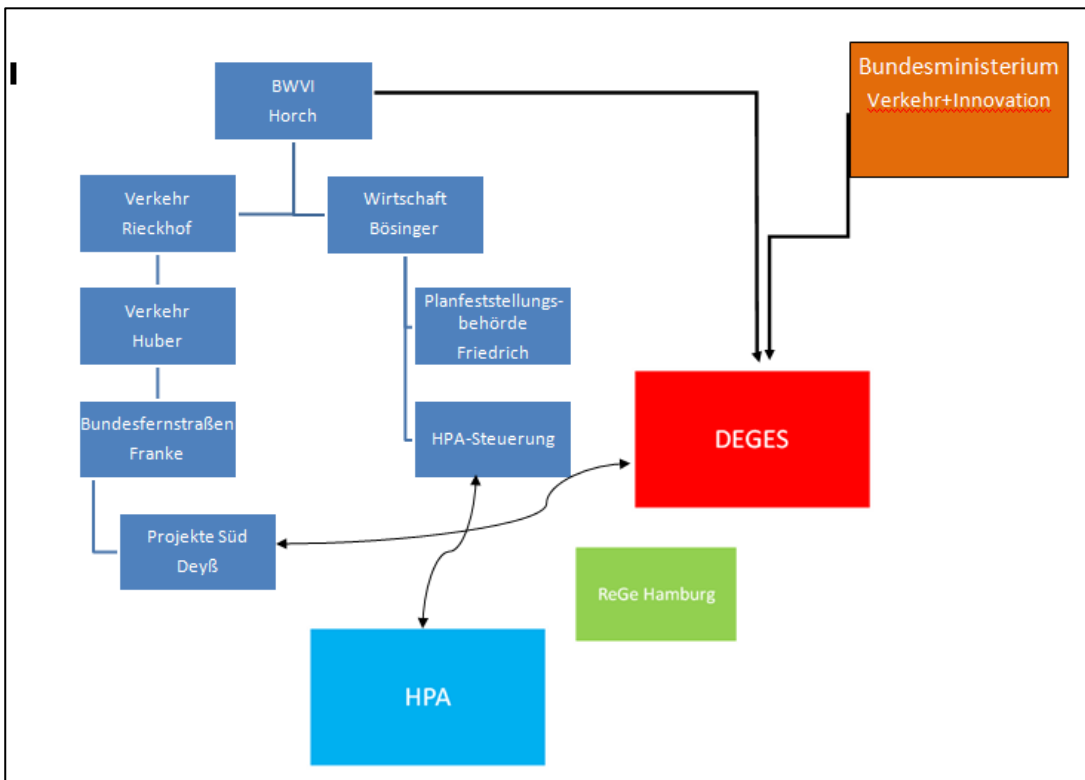 BWVI
Horch
Bundesministerium
Verkehr+Innovation
Verkehr
Rieckhof
Wirtschaft
Bösinger
Verkehr
Huber
Planfeststellungs-
behörde
Friedrich
Bundesfernstraßen
Franke
HPA-Steuerung
DEGES
Projekte Süd
Deyß
ReGe Hamburg
HPA